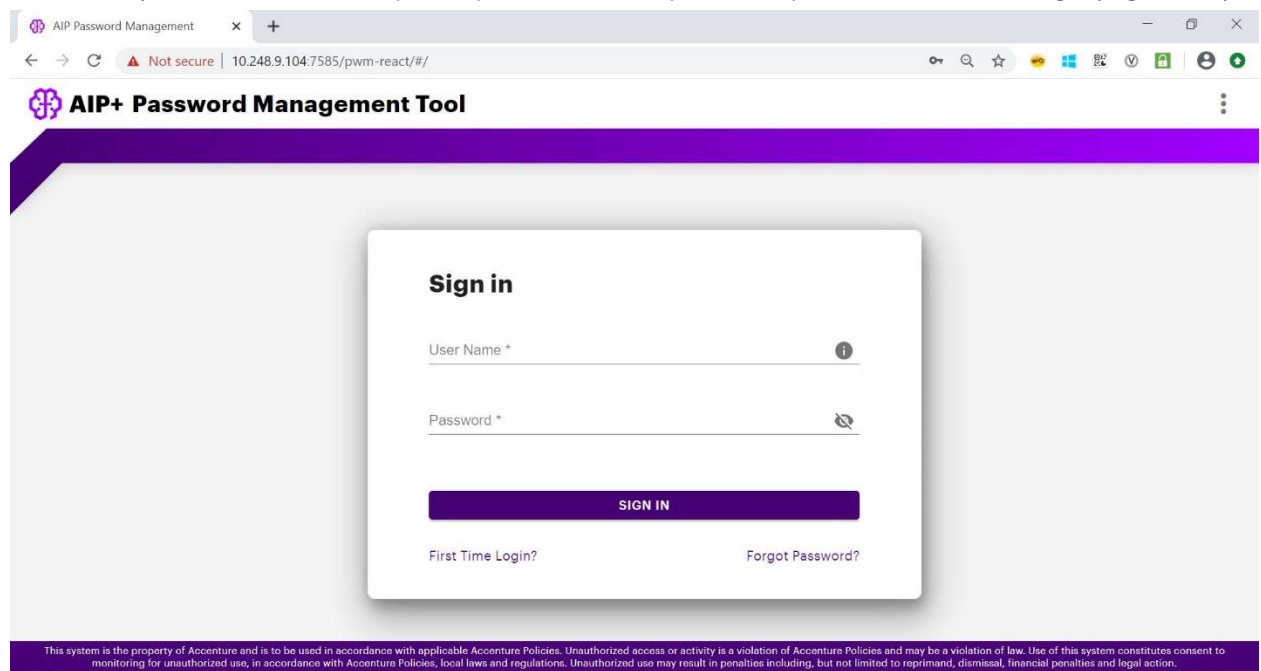 AIP Password Management
Not secure | 10.248.9.104:7585/pwm-react/#/
AIP+ Password Management Tool
Sign in
User Name *
Password *
SIGN IN
First Time Login? Forgot Password?
This system is the property of Accenture and is to be used in accordance with applicable Accenture Policies. Unauthorized access or activity is a violation of Accenture Policies and may be a violation of law. Use of this system constitutes consent to
monitoring for unauthorized use, in accordance with Accenture Policies, local laws and regulations. Unauthorized use may result in penalties including, but not limited to reprimand, dismissal, financial penalties and legal action.